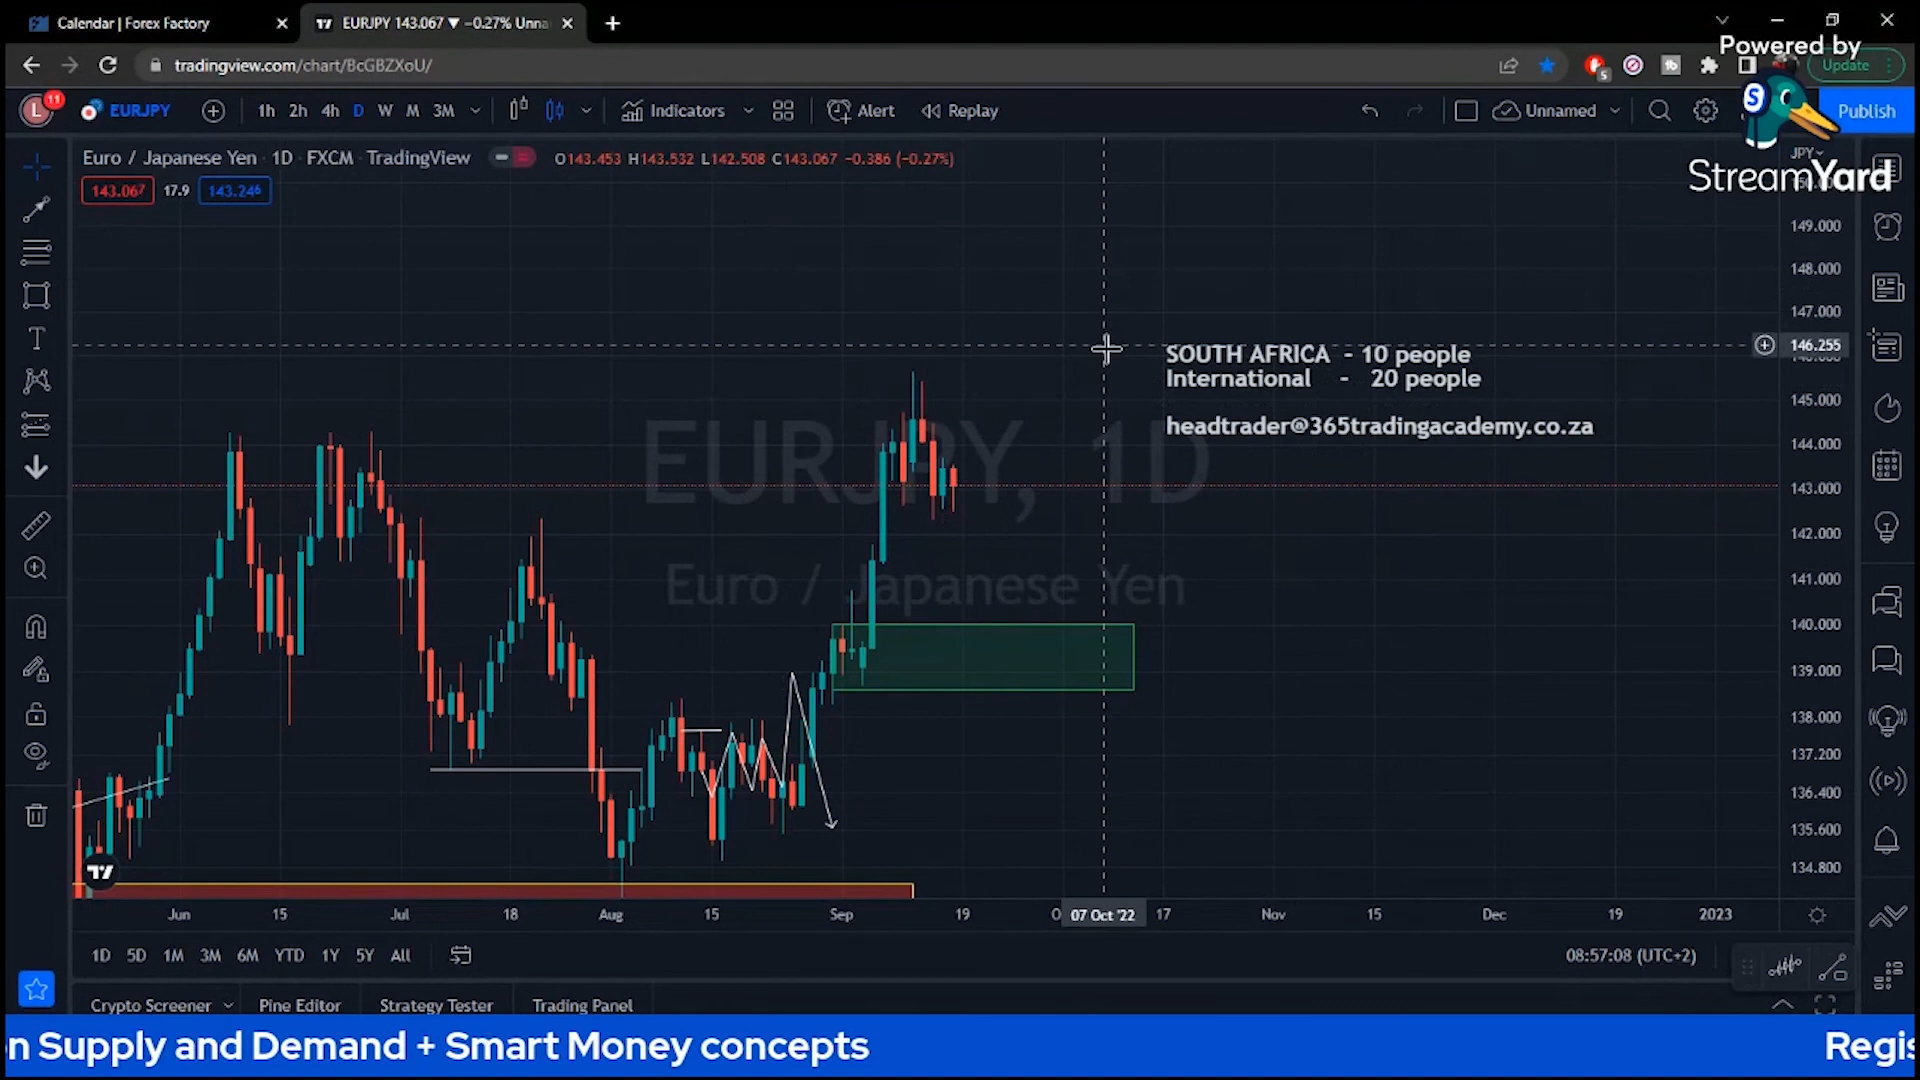 Calendar | Forex Factory
EURJPY 143.067 ▼ −0.27% Unna
Powered by
tradingview.com/chart/BcGBZXoU/
5
Update
L
11
EURJPY
1h 2h 4h D W M 3M
Indicators
Alert
Replay
Unnamed
Publish
S
StreamYard
Euro / Japanese Yen · 1D · FXCM · TradingView
O143.453 H143.532 L142.508 C143.067 −0.386 (−0.27%)
JPY
143.067 17.9 143.246
149.000
148.000
147.000
146.255
SOUTH AFRICA - 10 people
International - 20 people
145.000
headtrader@365tradingacademy.co.za
144.000
EURJPY, 1D
143.000
142.000
141.000
Euro / Japanese Yen
140.000
139.000
138.000
137.200
136.400
135.600
134.800
Jun 15 Jul 18 Aug 15 Sep 19 07 Oct '22 17 Nov 15 Dec 19 2023
1D 5D 1M 3M 6M YTD 1Y 5Y All
08:57:08 (UTC+2)
Crypto Screener
Pine Editor
Strategy Tester
Trading Panel
n Supply and Demand + Smart Money concepts
Regis